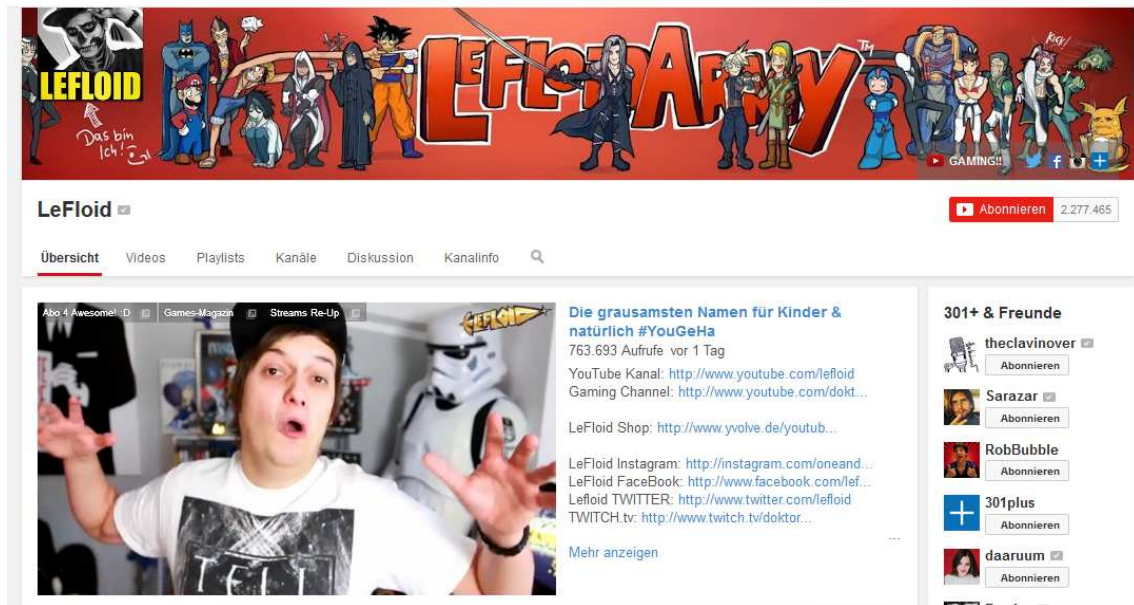 LEFLOID
Das bin
Ich!
LEFLOIDARMY
TM
Kick!
GAMING!!
LeFloid
Abonnieren 2.277.465
Übersicht Videos Playlists Kanäle Diskussion Kanalinfo
Abo 4 Awesome! :D Games-Magazin Streams Re-Up
LEFLOID
TELL
Die grausamsten Namen für Kinder &
natürlich #YouGeHa
763.693 Aufrufe vor 1 Tag
YouTube Kanal: http://www.youtube.com/lefloid
Gaming Channel: http://www.youtube.com/dokt...
LeFloid Shop: http://www.yvolve.de/youtub...
LeFloid Instagram: http://instagram.com/oneand...
LeFloid FaceBook: http://www.facebook.com/lef...
Lefloid TWITTER: http://www.twitter.com/lefloid
TWITCH.tv: http://www.twitch.tv/doktor...
...
Mehr anzeigen
301+ & Freunde
theclavinover
Abonnieren
Sarazar
Abonnieren
RobBubble
Abonnieren
301plus
Abonnieren
daaruum
Abonnieren